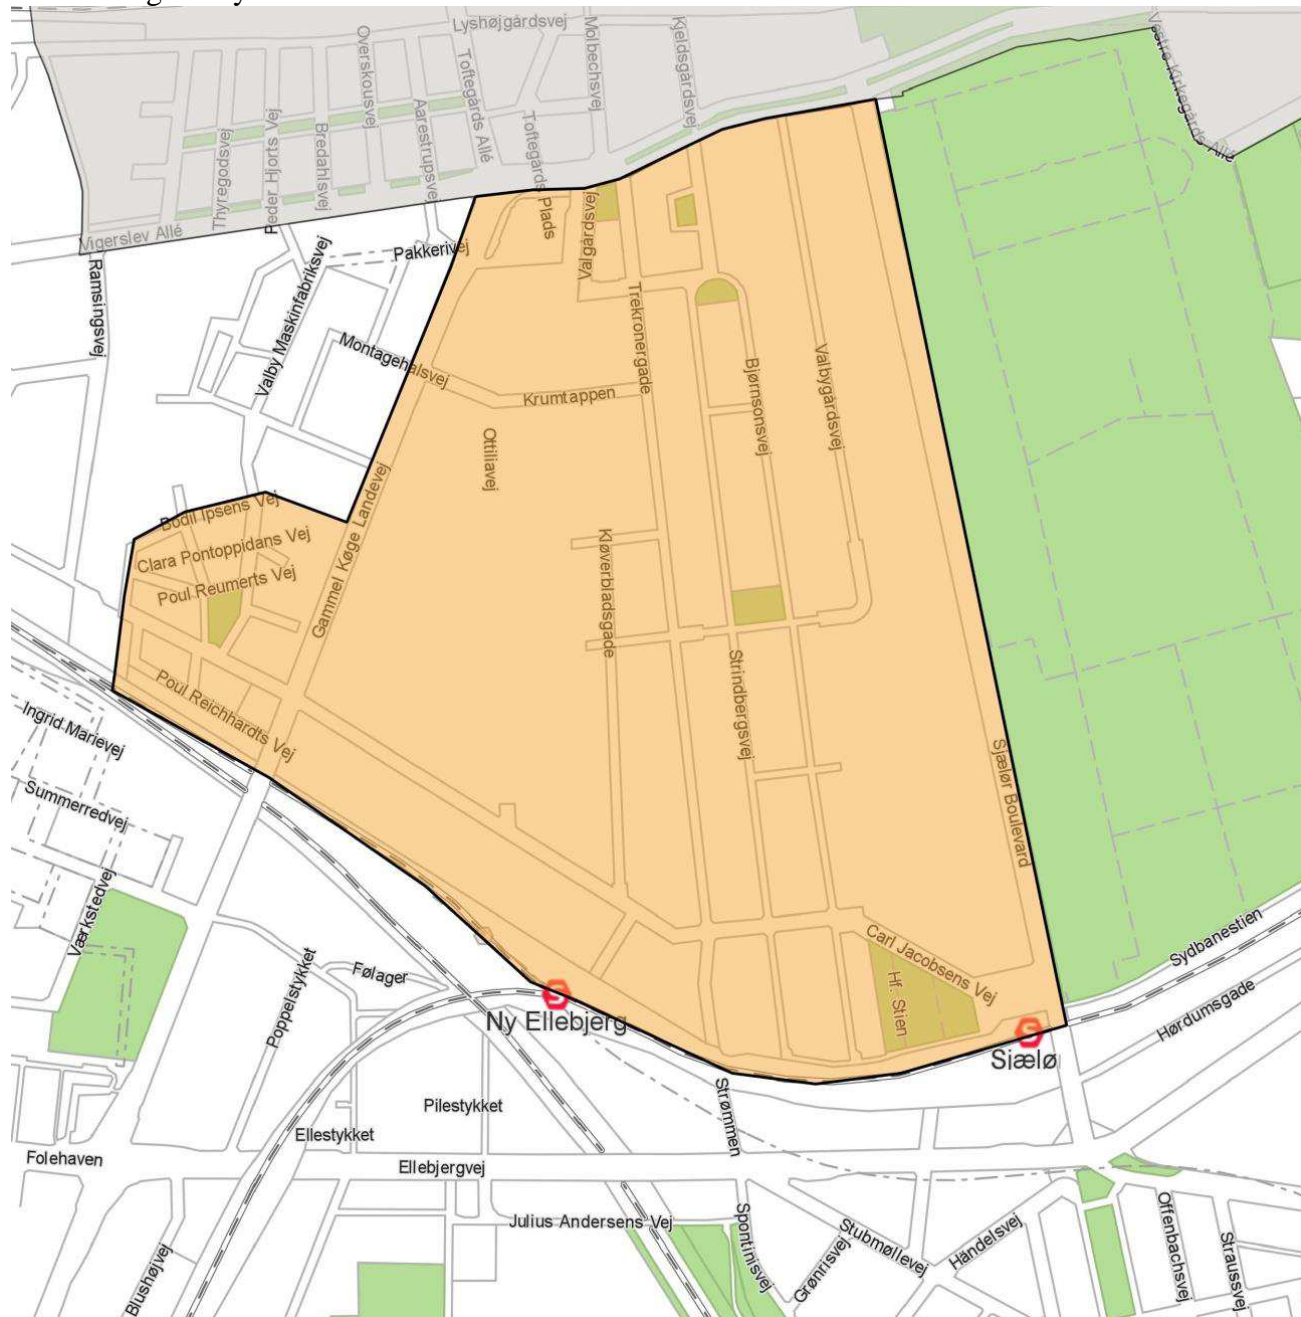 Lyshøjgårdsvej
Overskousvej
Toftegårds Allé
Molbechsvej
Kjeldsgårdsvej
Vestre Kirkegårds Allé
Thyregodsvej
Peder Hjorts Vej
Bredahlsvej
Aarestrupsvej
Toftegårds Plads
Vigerslev Allé
Pakkerivej
Valgårdsvej
Ramsingsvej
Valby Maskinfabriksvej
Trekronergade
Montagehalsvej
Krumtappen
Bjørnsonsvej
Valbygårdsvej
Ottiliavej
Bodil Ipsens Vej
Clara Pontoppidans Vej
Poul Reumerts Vej
Gammel Køge Landevej
Kløverbladsgade
Poul Reichhardts Vej
Strindbergsvej
Sjælør Boulevard
Ingrid Marievej
Summerredvej
Værkstedvej
Poppelstykket
Følager
Carl Jacobsens Vej
Hf. Stien
Sydbanestien
Hørdumsgade
S
Ny Ellebjerg
S
Sjælø
Pilestykket
Ellestykket
Strømmen
Folehaven
Ellebjergvej
Julius Andersens Vej
Spontinisvej
Stubmøllevej
Grønrisvej
Händelsvej
Offenbachsvej
Straussvej
Blushøjvej